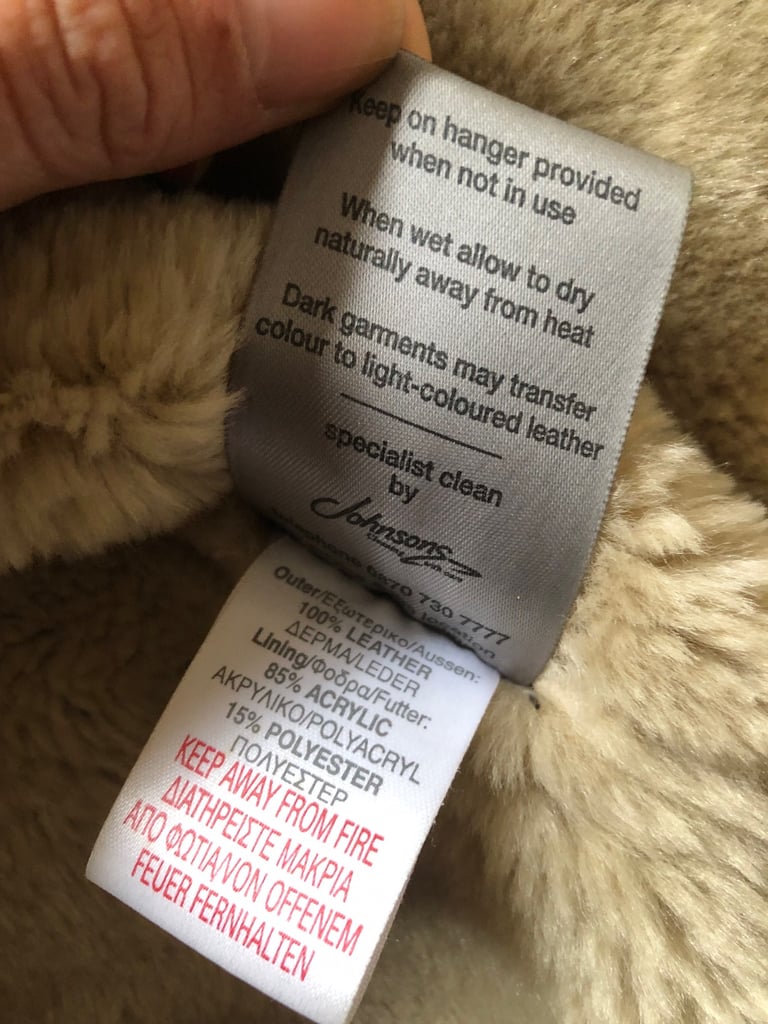 Keep on hanger provided
when not in use
When wet allow to dry
naturally away from heat
Dark garments may transfer
colour to light-coloured leather
specialist clean
by
Johnsons
telephone 0870 730 7777
location
Outer/Εξωτερικό/Aussen:
100% LEATHER
ΔΕΡΜΑ/LEDER
Lining/Φοδρα/Futter:
85% ACRYLIC
ΑΚΡΥΛΙΚΟ/POLYACRYL
15% POLYESTER
ΠΟΛΥΕΣΤΕΡ
KEEP AWAY FROM FIRE
ΔΙΑΤΗΡΕΙΣΤΕ ΜΑΚΡΙΑ
ΑΠΟ ΦΩΤΙΑ/VON OFFENEM
FEUER FERNHALTEN